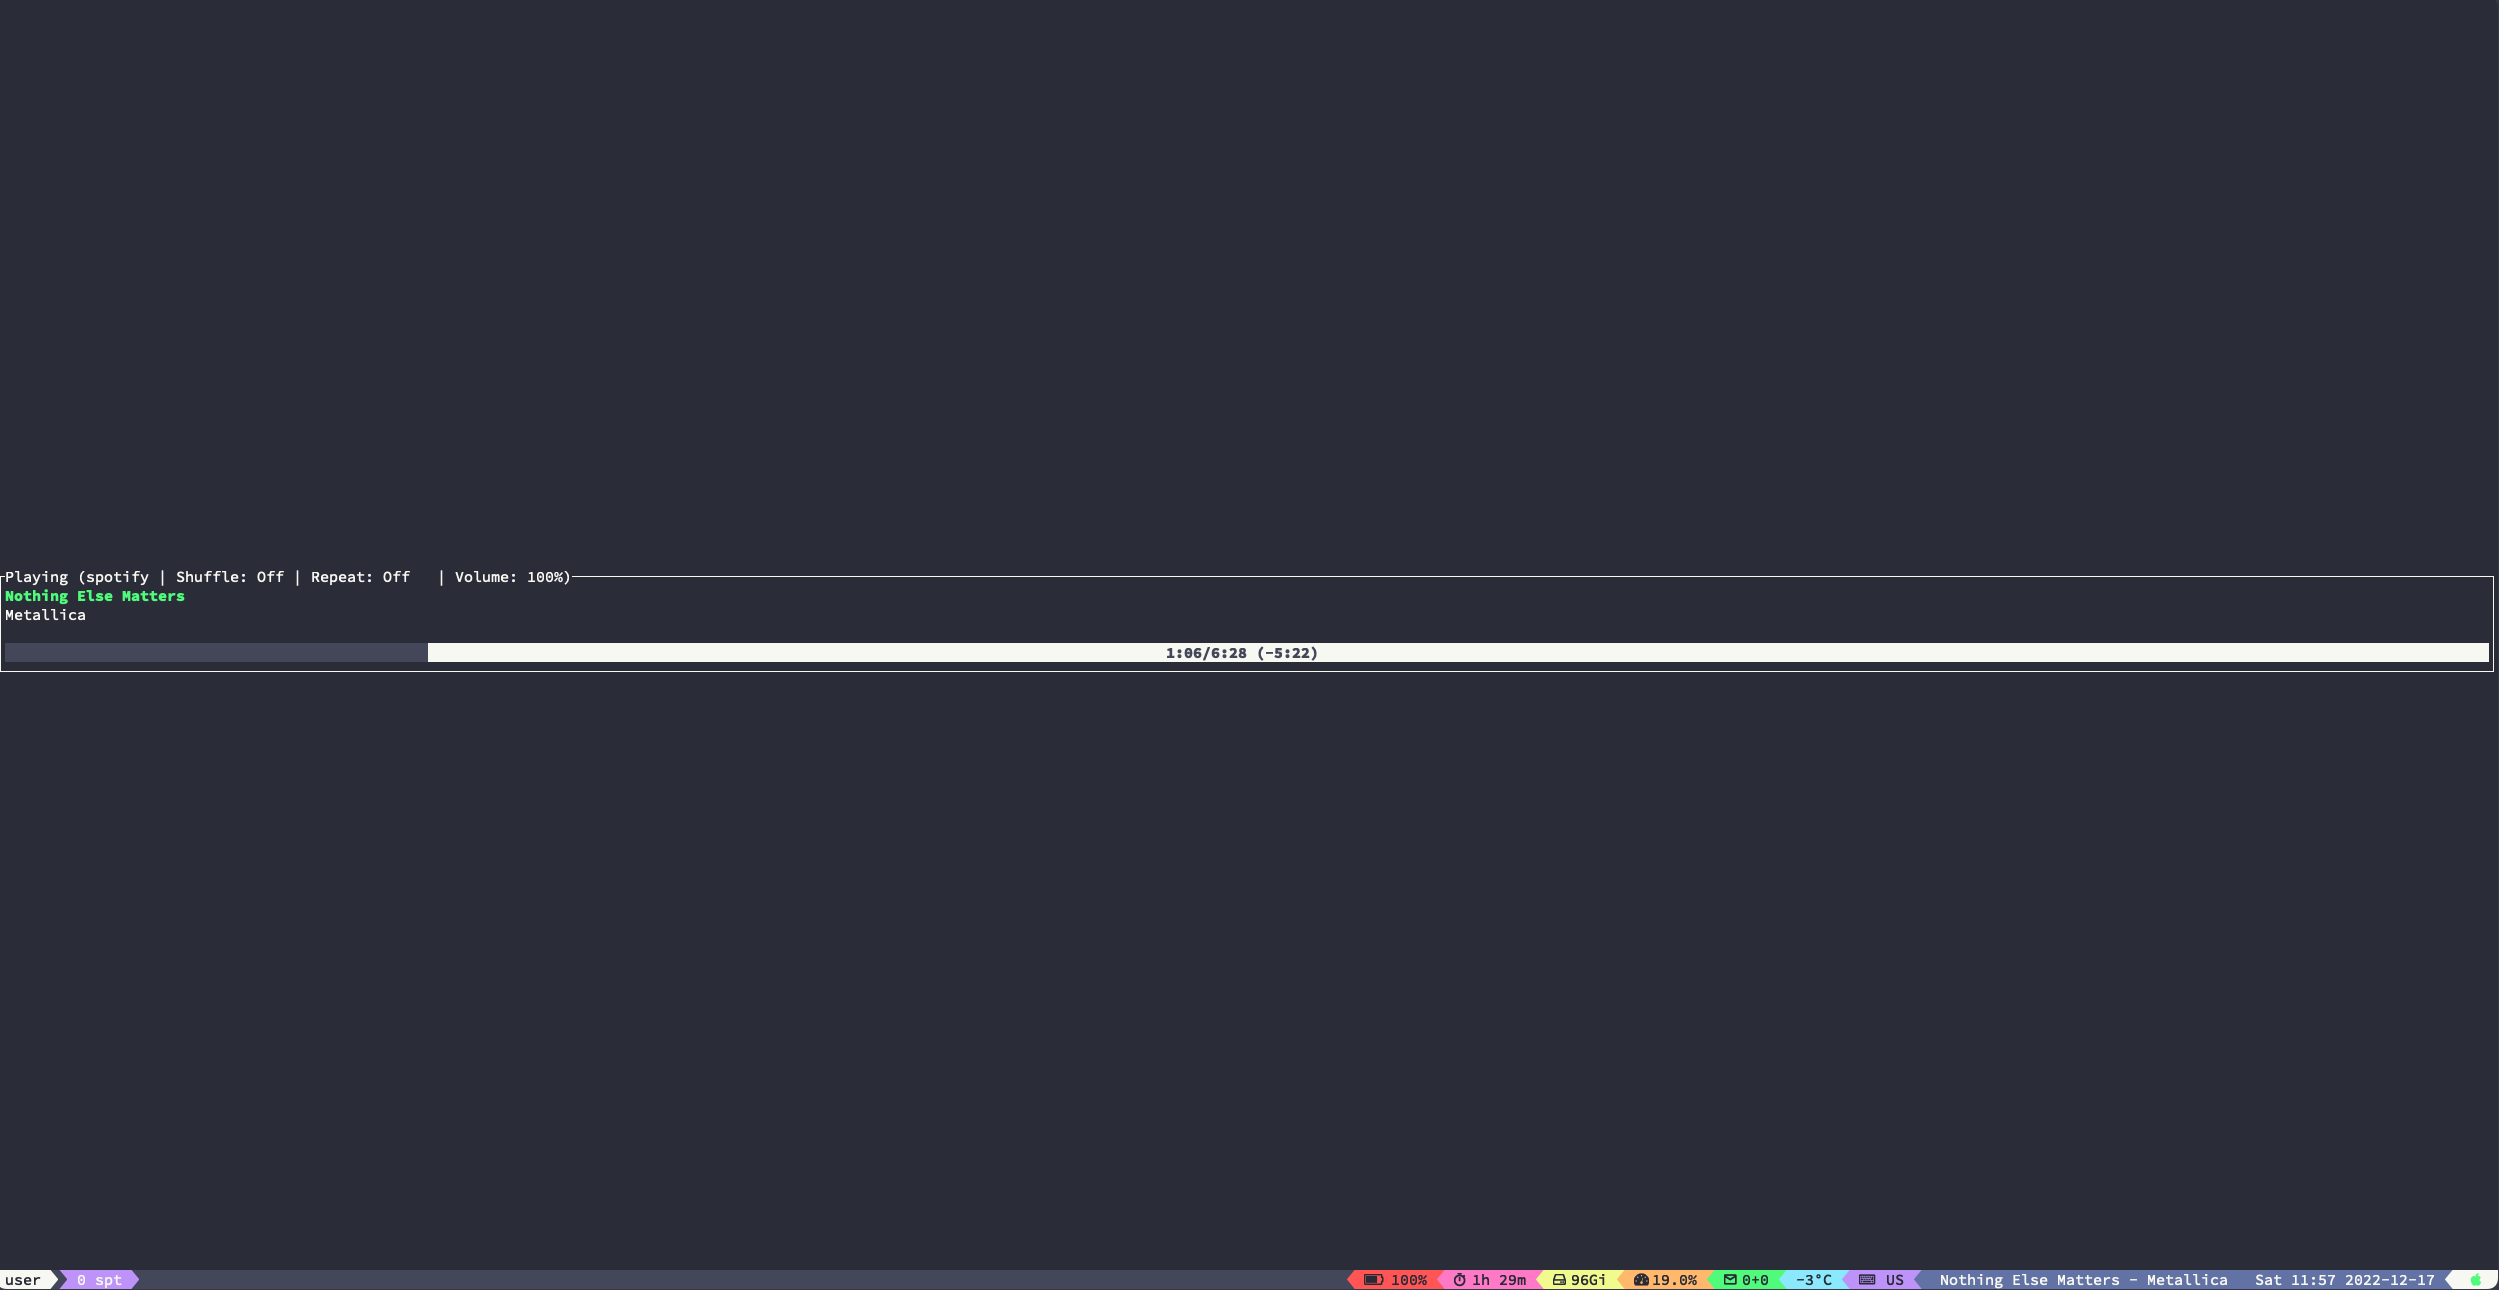 Playing (spotify | Shuffle: Off | Repeat: Off   | Volume: 100%)
Nothing Else Matters
Metallica
1:06/6:28 (-5:22)
user 0 spt 100% 1h 29m 96Gi 19.0% 0+0 -3°C US Nothing Else Matters - Metallica Sat 11:57 2022-12-17